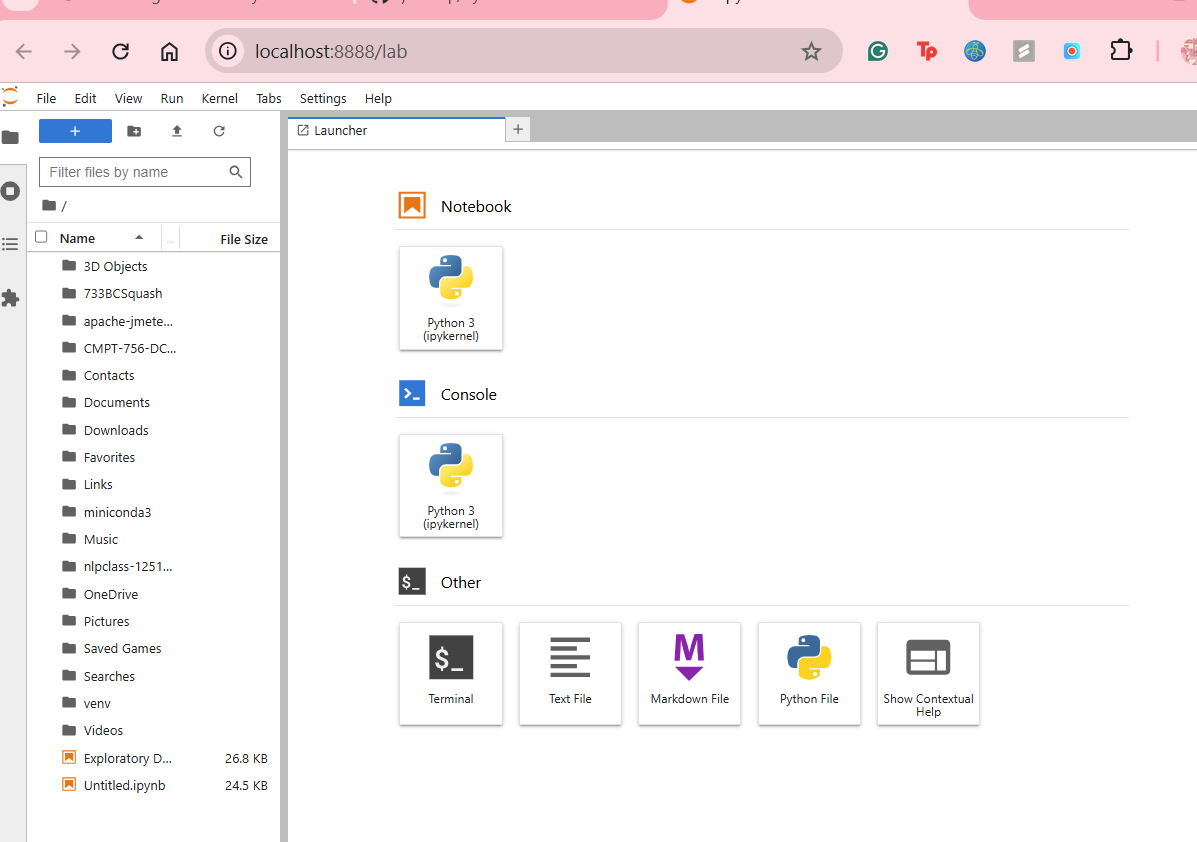 localhost:8888/lab
File Edit View Run Kernel Tabs Settings Help
+
Launcher
+
Filter files by name
/
Name ... File Size
3D Objects
733BCSquash
apache-jmete...
CMPT-756-DC...
Contacts
Documents
Downloads
Favorites
Links
miniconda3
Music
nlpclass-1251...
OneDrive
Pictures
Saved Games
Searches
venv
Videos
Exploratory D... 26.8 KB
Untitled.ipynb 24.5 KB
Notebook
Python 3
(ipykernel)
Console
Python 3
(ipykernel)
$_ Other
$_
Terminal
Text File
M
Markdown File
Python File
Show Contextual
Help